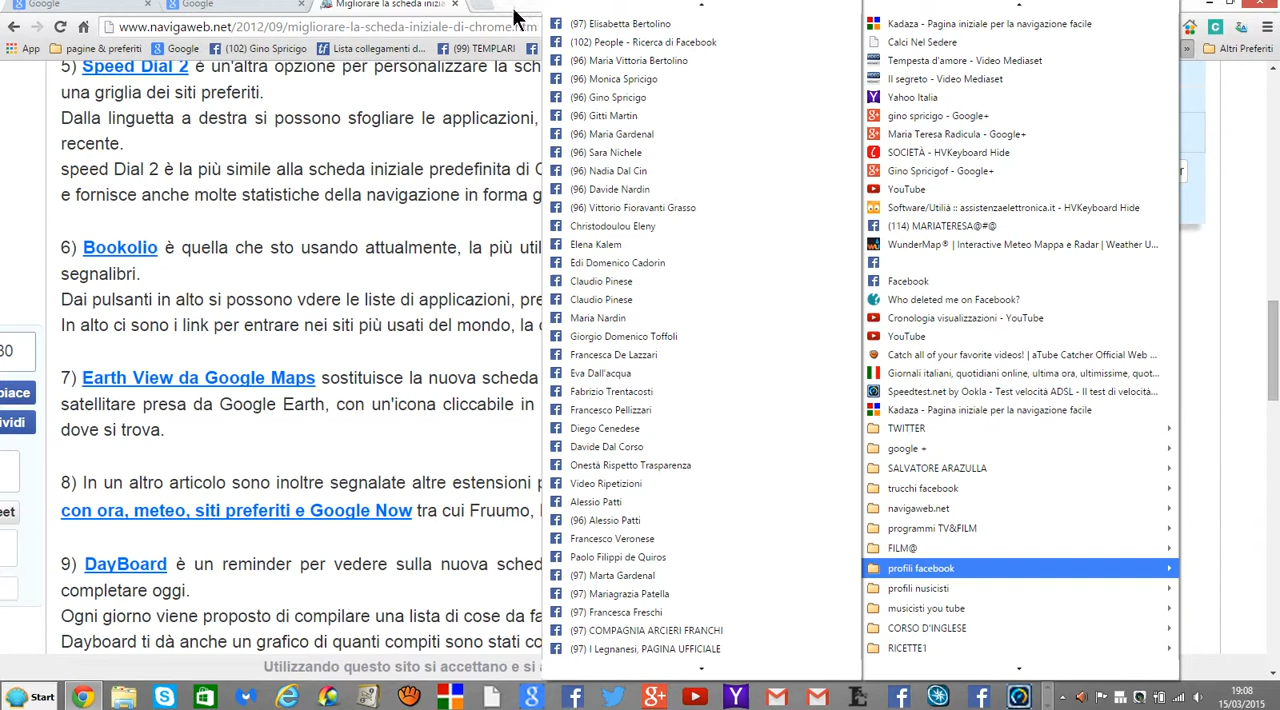 Google
Google
Migliorare la scheda inizia
www.navigaweb.net/2012/09/migliorare-la-scheda-iniziale-di-chrome.htm
App
pagine & preferiti
Google
(102) Gino Spricigo
Lista collegamenti d...
(99) TEMPLARI
Altri Preferiti
5) Speed Dial 2 è un'altra opzione per personalizzare la sch
una griglia dei siti preferiti.
Dalla linguetta a destra si possono sfogliare le applicazioni,
recente.
speed Dial 2 è la più simile alla scheda iniziale predefinita di C
e fornisce anche molte statistiche della navigazione in forma g
6) Bookolio è quella che sto usando attualmente, la più util
segnalibri.
Dai pulsanti in alto si possono vdere le liste di applicazioni, pre
In alto ci sono i link per entrare nei siti più usati del mondo, la c
7) Earth View da Google Maps sostituisce la nuova scheda
satellitare presa da Google Earth, con un'icona cliccabile in
dove si trova.
8) In un altro articolo sono inoltre segnalate altre estensioni p
con ora, meteo, siti preferiti e Google Now tra cui Fruumo, I
9) DayBoard è un reminder per vedere sulla nuova sched
completare oggi.
Ogni giorno viene proposto di compilare una lista di cose da fa
Dayboard ti dà anche un grafico di quanti compiti sono stati co
Utilizzando questo sito si accettano e si a
30
piace
ividi
eet
(97) Elisabetta Bertolino
(102) People - Ricerca di Facebook
(96) Maria Vittoria Bertolino
(96) Monica Spricigo
(96) Gino Spricigo
(96) Gitti Martin
(96) Maria Gardenal
(96) Sara Nichele
(96) Nadia Dal Cin
(96) Davide Nardin
(96) Vittorio Fioravanti Grasso
Christodoulou Eleny
Elena Kalem
Edi Domenico Cadorin
Claudio Pinese
Claudio Pinese
Maria Nardin
Giorgio Domenico Toffoli
Francesca De Lazzari
Eva Dall'acqua
Fabrizio Trentacosti
Francesco Pellizzari
Diego Cenedese
Davide Dal Corso
Onestà Rispetto Trasparenza
Video Ripetizioni
Alessio Patti
(96) Alessio Patti
Francesco Veronese
Paolo Filippi de Quiros
(97) Marta Gardenal
(97) Mariagrazia Patella
(97) Francesca Freschi
(97) COMPAGNIA ARCIERI FRANCHI
(97) I Legnanesi, PAGINA UFFICIALE
Kadaza - Pagina iniziale per la navigazione facile
Calci Nel Sedere
Tempesta d'amore - Video Mediaset
Il segreto - Video Mediaset
Yahoo Italia
gino spricigo - Google+
Maria Teresa Radicula - Google+
SOCIETÀ - HVKeyboard Hide
Gino Spricigof - Google+
YouTube
Software/Utilià :: assistenzaelettronica.it - HVKeyboard Hide
(114) MARIATERESA@#@
WunderMap® | Interactive Meteo Mappa e Radar | Weather U...
Facebook
Who deleted me on Facebook?
Cronologia visualizzazioni - YouTube
YouTube
Catch all of your favorite videos! | aTube Catcher Official Web ...
Giornali italiani, quotidiani online, ultima ora, ultimissime, quot...
Speedtest.net by Ookla - Test velocità ADSL - Il test di velocità...
Kadaza - Pagina iniziale per la navigazione facile
TWITTER
google +
SALVATORE ARAZULLA
trucchi facebook
navigaweb.net
programmi TV&FILM
FILM@
profili facebook
profili nusicisti
musicisti you tube
CORSO D'INGLESE
RICETTE1
Start
19:08
15/03/2015